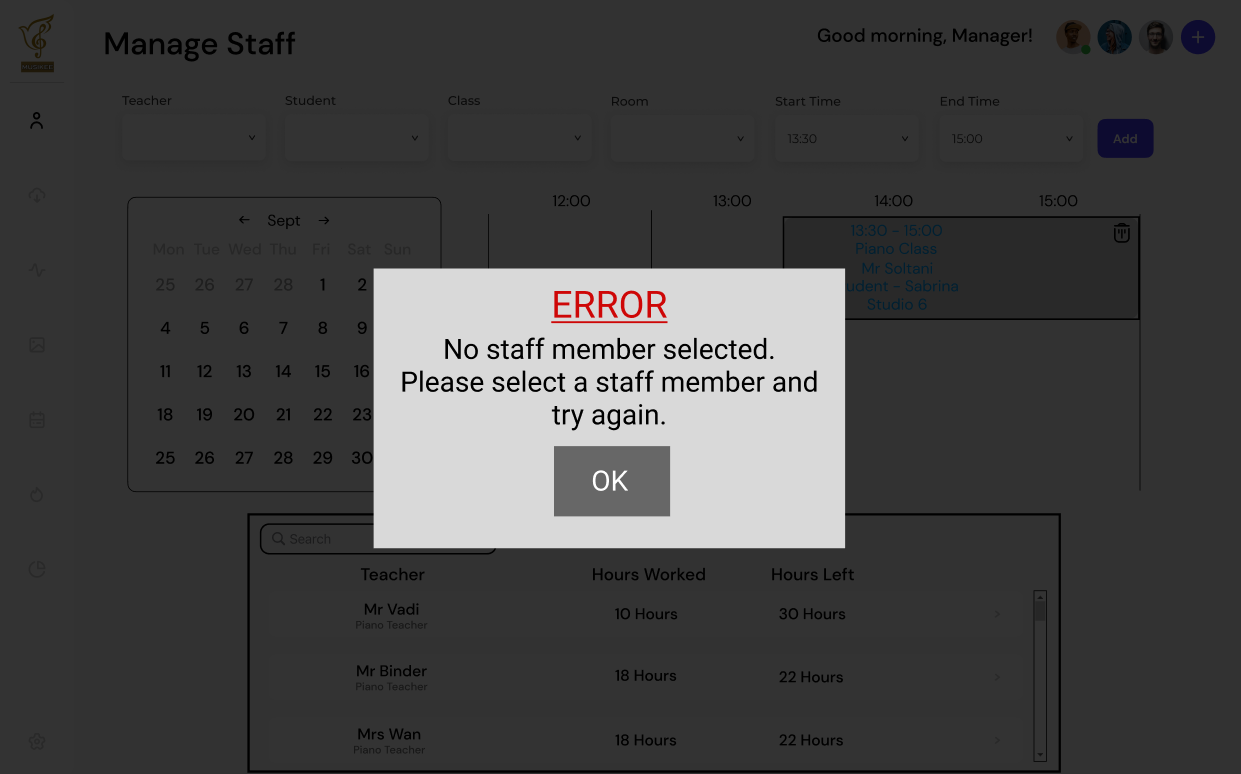 Manage Staff
Good morning, Manager!
Teacher
Student
Class
Room
Start Time
End Time
13:30
15:00
Add
12:00
13:00
14:00
15:00
Sept
Mon Tue Wed Thu Fri Sat Sun
25 26 27 28 1 2
4 5 6 7 8 9
11 12 13 14 15 16
18 19 20 21 22 23
25 26 27 28 29 30
13:30 - 15:00
Piano Class
Mr Soltani
udent - Sabrina
Studio 6
ERROR
No staff member selected.
Please select a staff member and
try again.
OK
Search
Teacher
Hours Worked
Hours Left
Mr Vadi
Piano Teacher
10 Hours
30 Hours
Mr Binder
Piano Teacher
18 Hours
22 Hours
Mrs Wan
Piano Teacher
18 Hours
22 Hours